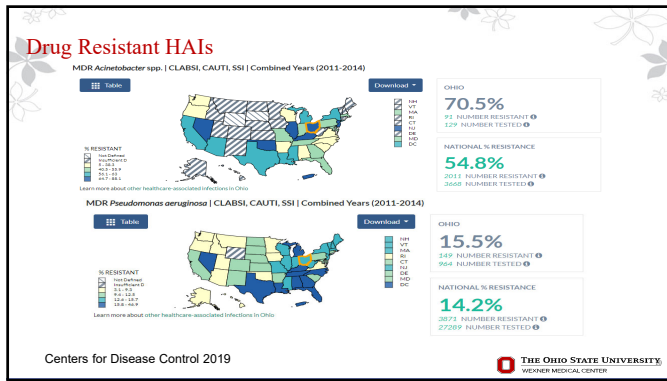 Drug Resistant HAIs
MDR Acinetobacter spp. | CLABSI, CAUTI, SSI | Combined Years (2011-2014)
Table
Download
NH
VT
MA
RI
CT
NJ
DE
MD
DC
% RESISTANT
Not Defined
Insufficient D
Learn more about other healthcare-associated infections in Ohio
OHIO
70.5%
91 NUMBER RESISTANT
129 NUMBER TESTED
NATIONAL % RESISTANCE
54.8%
2011 NUMBER RESISTANT
3668 NUMBER TESTED
MDR Pseudomonas aeruginosa | CLABSI, CAUTI, SSI | Combined Years (2011-2014)
Table
Download
NH
VT
MA
RI
CT
NJ
DE
MD
DC
% RESISTANT
Not Defined
Insufficient D
Learn more about other healthcare-associated infections in Ohio
OHIO
15.5%
149 NUMBER RESISTANT
964 NUMBER TESTED
NATIONAL % RESISTANCE
14.2%
3871 NUMBER RESISTANT
27289 NUMBER TESTED
Centers for Disease Control 2019
THE OHIO STATE UNIVERSITY
WEXNER MEDICAL CENTER